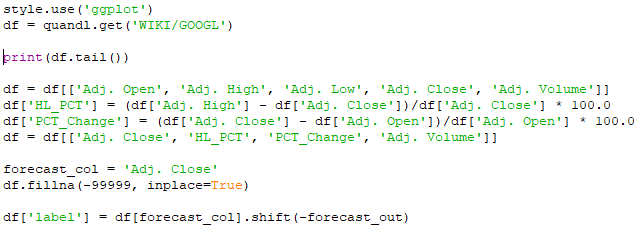 style.use('ggplot')
df = quandl.get('WIKI/GOOGL')
print(df.tail())
df = df[['Adj. Open', 'Adj. High', 'Adj. Low', 'Adj. Close', 'Adj. Volume']]
df['HL_PCT'] = (df['Adj. High'] - df['Adj. Close'])/df['Adj. Close'] * 100.0
df['PCT_Change'] = (df['Adj. Close'] - df['Adj. Open'])/df['Adj. Open'] * 100.0
df = df[['Adj. Close', 'HL_PCT', 'PCT_Change', 'Adj. Volume']]
forecast_col = 'Adj. Close'
df.fillna(-99999, inplace=True)
df['label'] = df[forecast_col].shift(-forecast_out)